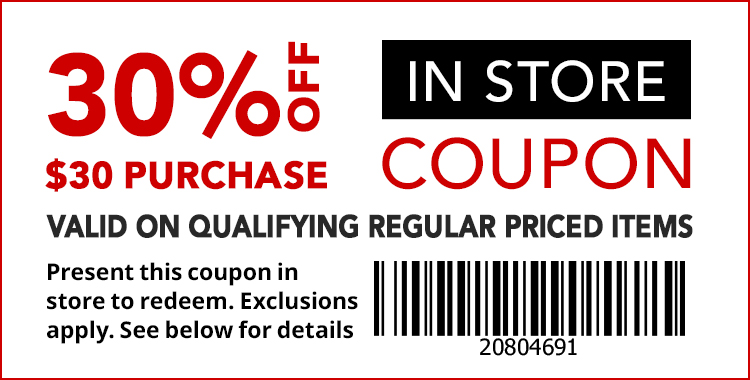 30% OFF
$30 PURCHASE
IN STORE
COUPON
VALID ON QUALIFYING REGULAR PRICED ITEMS
Present this coupon in
store to redeem. Exclusions
apply. See below for details
20804691